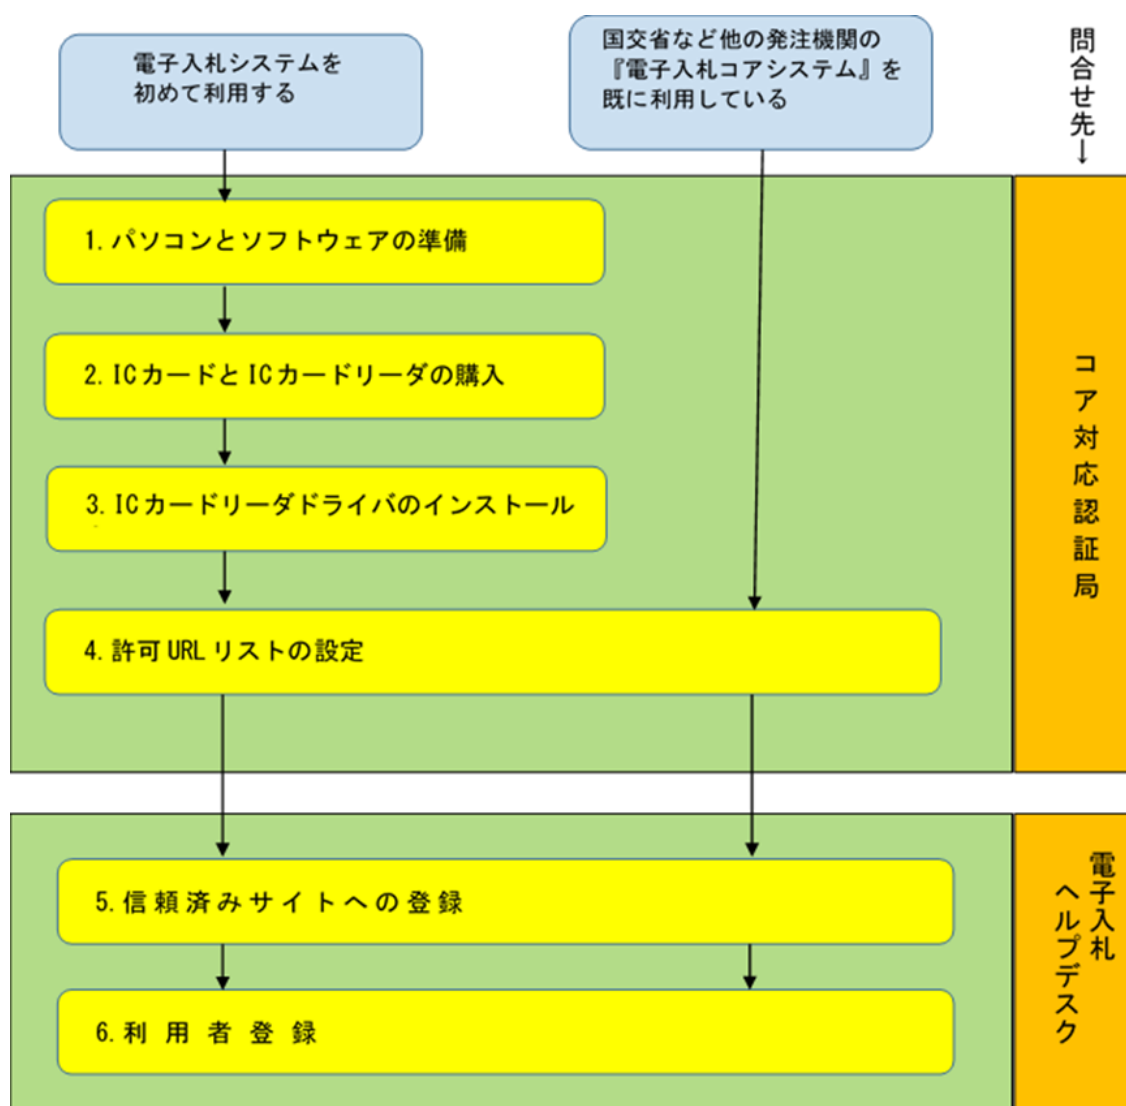 電子入札システムを
初めて利用する
国交省など他の発注機関の
『電子入札コアシステム』を
既に利用している
問合せ先↓
1.パソコンとソフトウェアの準備
2.ICカードとICカードリーダの購入
3.ICカードリーダドライバのインストール
4.許可URLリストの設定
コア対応認証局
5.信頼済みサイトへの登録
6.利用者登録
電子入札
ヘルプデスク